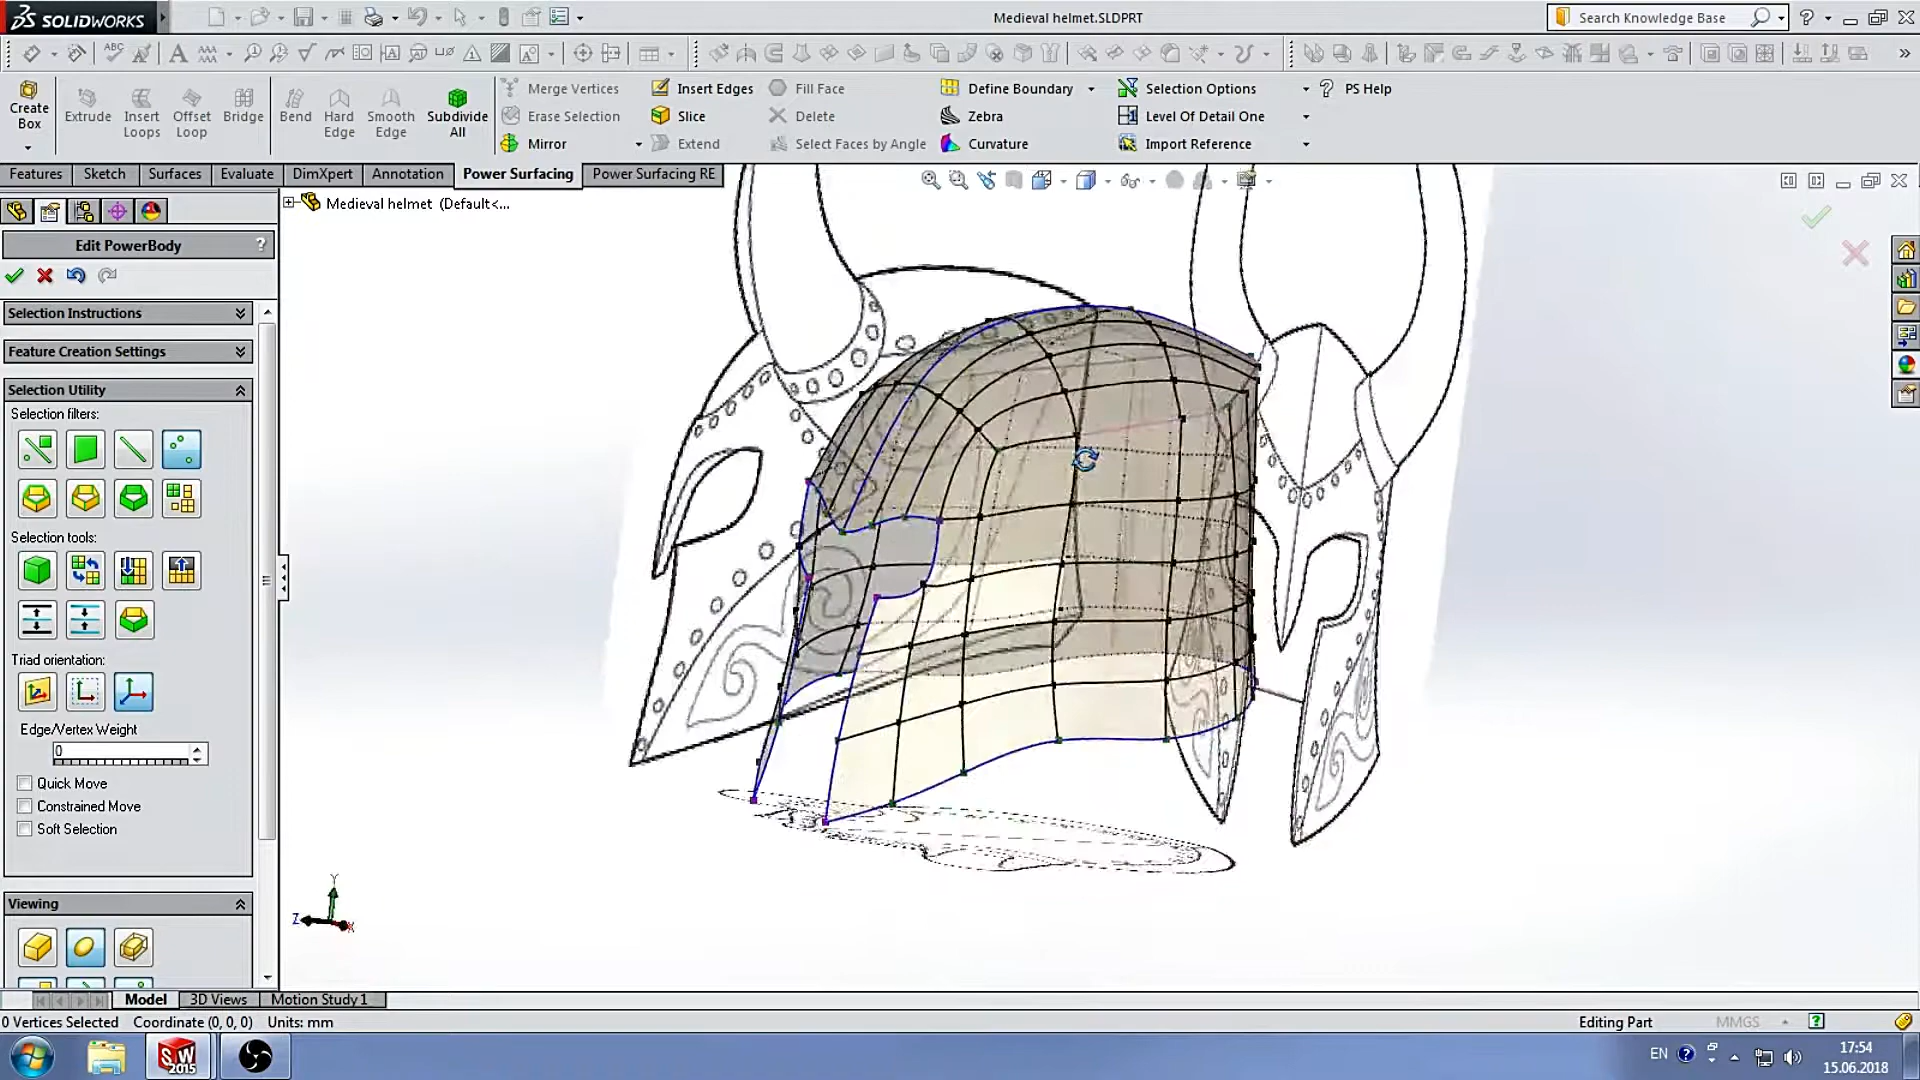 SOLIDWORKS
Medieval helmet.SLDPRT
Search Knowledge Base
Create Box
Extrude
Insert Loops
Offset Loop
Bridge
Bend
Hard Edge
Smooth Edge
Subdivide All
Merge Vertices
Erase Selection
Mirror
Insert Edges
Slice
Extend
Fill Face
Delete
Select Faces by Angle
Define Boundary
Zebra
Curvature
Selection Options
Level Of Detail One
Import Reference
? PS Help
Features
Sketch
Surfaces
Evaluate
DimXpert
Annotation
Power Surfacing
Power Surfacing RE
Medieval helmet (Default<...
Edit PowerBody ?
Selection Instructions
Feature Creation Settings
Selection Utility
Selection filters:
Selection tools:
Triad orientation:
Edge/Vertex Weight
0
Quick Move
Constrained Move
Soft Selection
Viewing
Y
Z
X
Model
3D Views
Motion Study 1
0 Vertices Selected
Coordinate (0, 0, 0)
Units: mm
Editing Part
MMGS
SW 2015
EN
17:54
15.06.2018